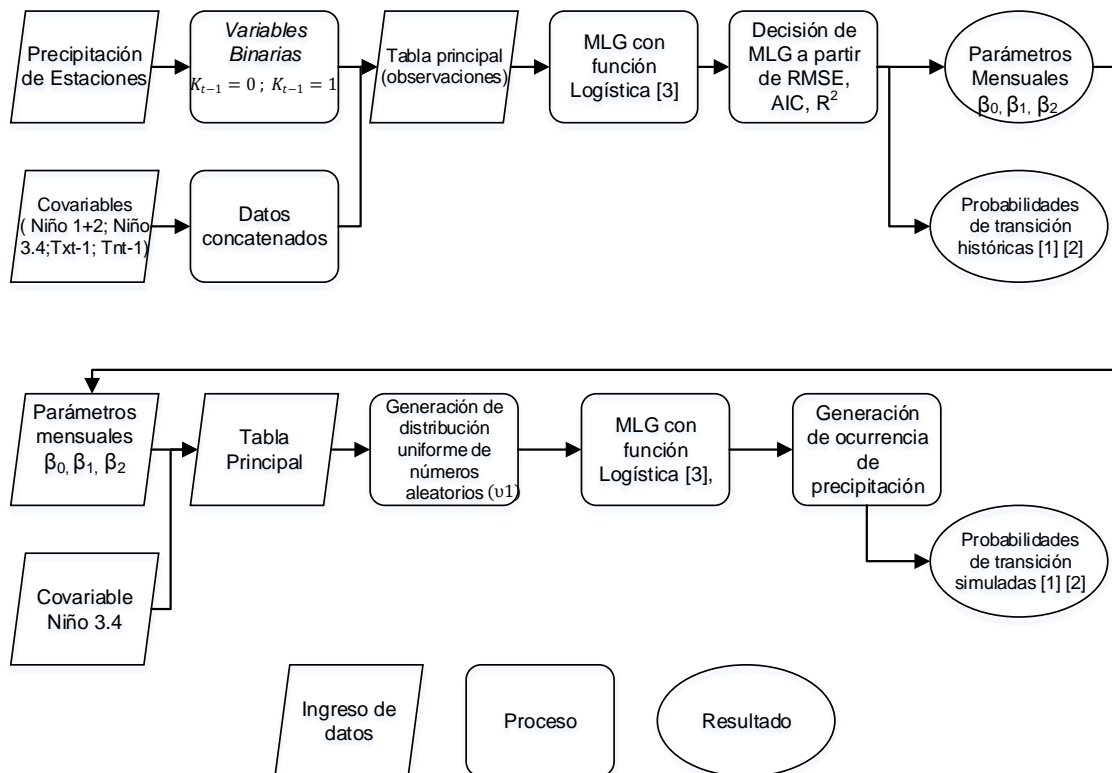 Precipitación
de Estaciones
Variables
Binarias
K_{t−1} = 0 ; K_{t−1} = 1
Tabla principal
(observaciones)
MLG con
función
Logística [3]
Decisión de
MLG a partir
de RMSE,
AIC, R²
Parámetros
Mensuales
β₀, β₁, β₂
Covariables
( Niño 1+2; Niño
3.4;Txt-1; Tnt-1)
Datos
concatenados
Probabilidades
de transición
históricas [1] [2]
Parámetros
mensuales
β₀, β₁, β₂
Tabla
Principal
Generación de
distribución
uniforme de
números
aleatorios (υ1)
MLG con
función
Logística [3],
Generación
de ocurrencia
de
precipitación
Covariable
Niño 3.4
Probabilidades
de transición
simuladas [1] [2]
Ingreso de
datos
Proceso
Resultado